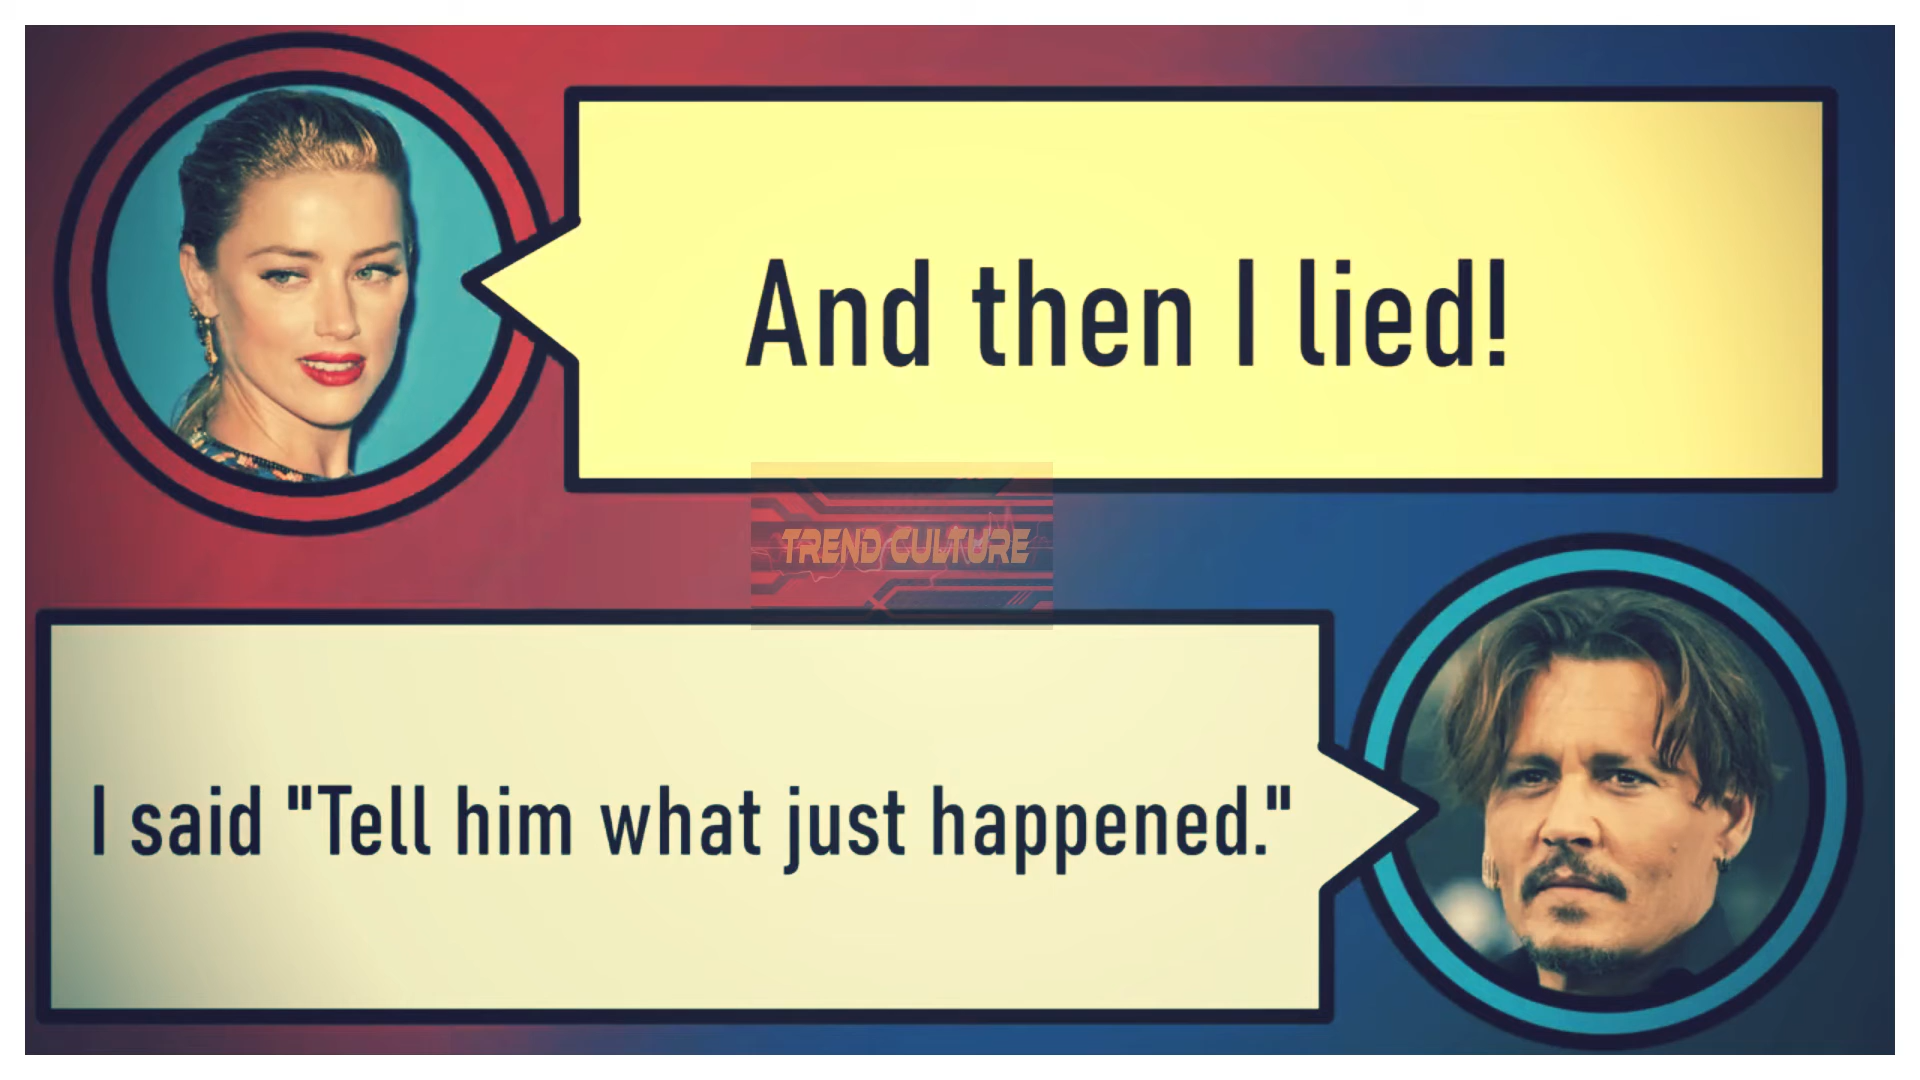 And then I lied!
TREND CULTURE
I said "Tell him what just happened."